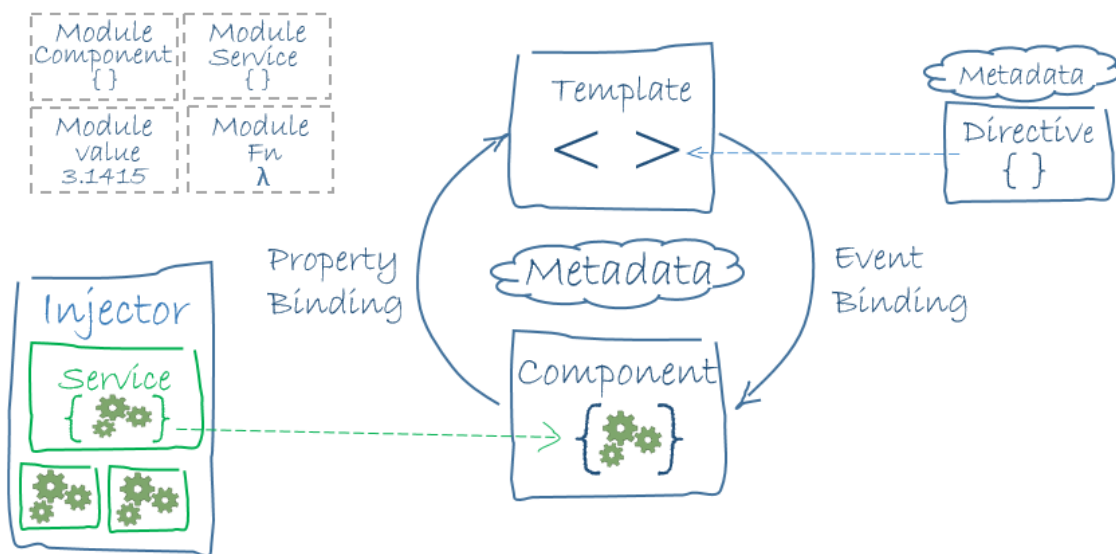 Module
Component
{ }
Module
Service
{ }
Module
value
3.1415
Module
Fn
λ
Template
< >
Metadata
Directive
{ }
Property
Binding
Metadata
Event
Binding
Injector
Service
{ }
Component
{ }